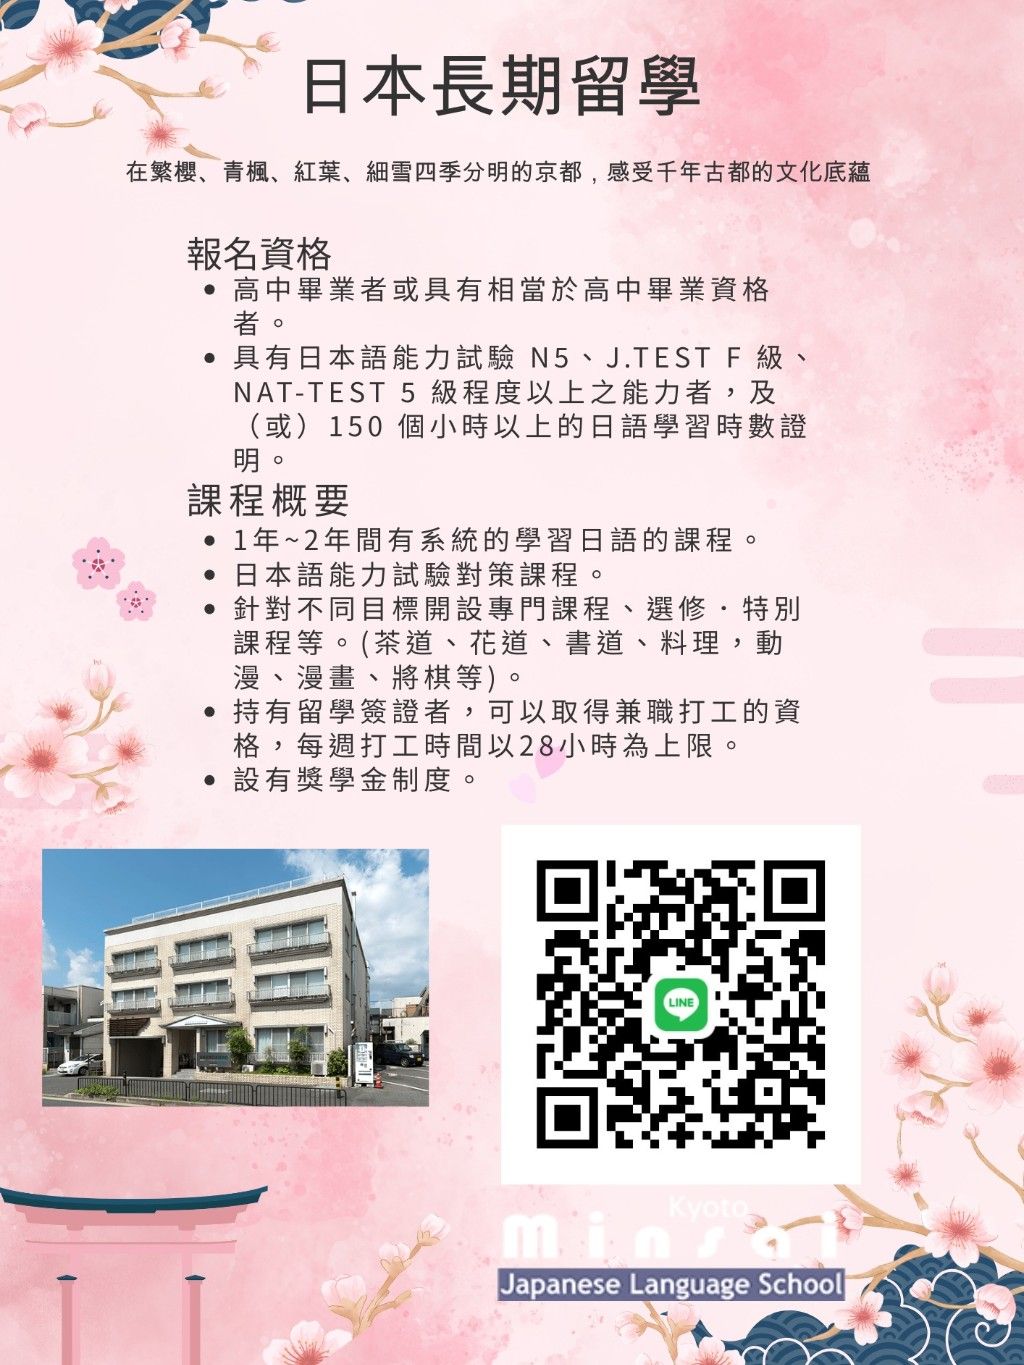 日本長期留學
在繁櫻、青楓、紅葉、細雪四季分明的京都，感受千年古都的文化底蘊
報名資格
• 高中畢業者或具有相當於高中畢業資格
者。
• 具有日本語能力試驗 N5、J.TEST F 級、
NAT-TEST 5 級程度以上之能力者，及
（或）150 個小時以上的日語學習時數證
明。
課程概要
• 1年~2年間有系統的學習日語的課程。
• 日本語能力試驗對策課程。
• 針對不同目標開設專門課程、選修．特別
課程等。(茶道、花道、書道、料理，動
漫、漫畫、將棋等)。
• 持有留學簽證者，可以取得兼職打工的資
格，每週打工時間以28小時為上限。
• 設有獎學金制度。
LINE
Kyoto
Minsai
Japanese Language School